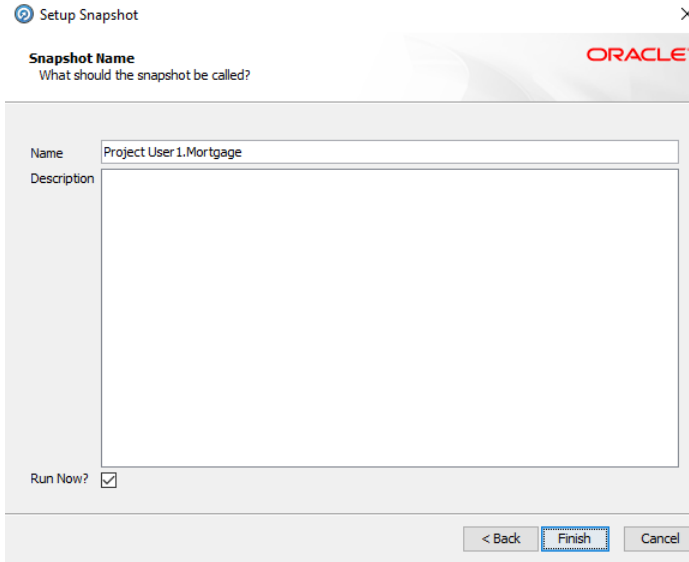 Setup Snapshot
Snapshot Name
What should the snapshot be called?
ORACLE
Name
Project User1.Mortgage
Description
Run Now?
< Back
Finish
Cancel